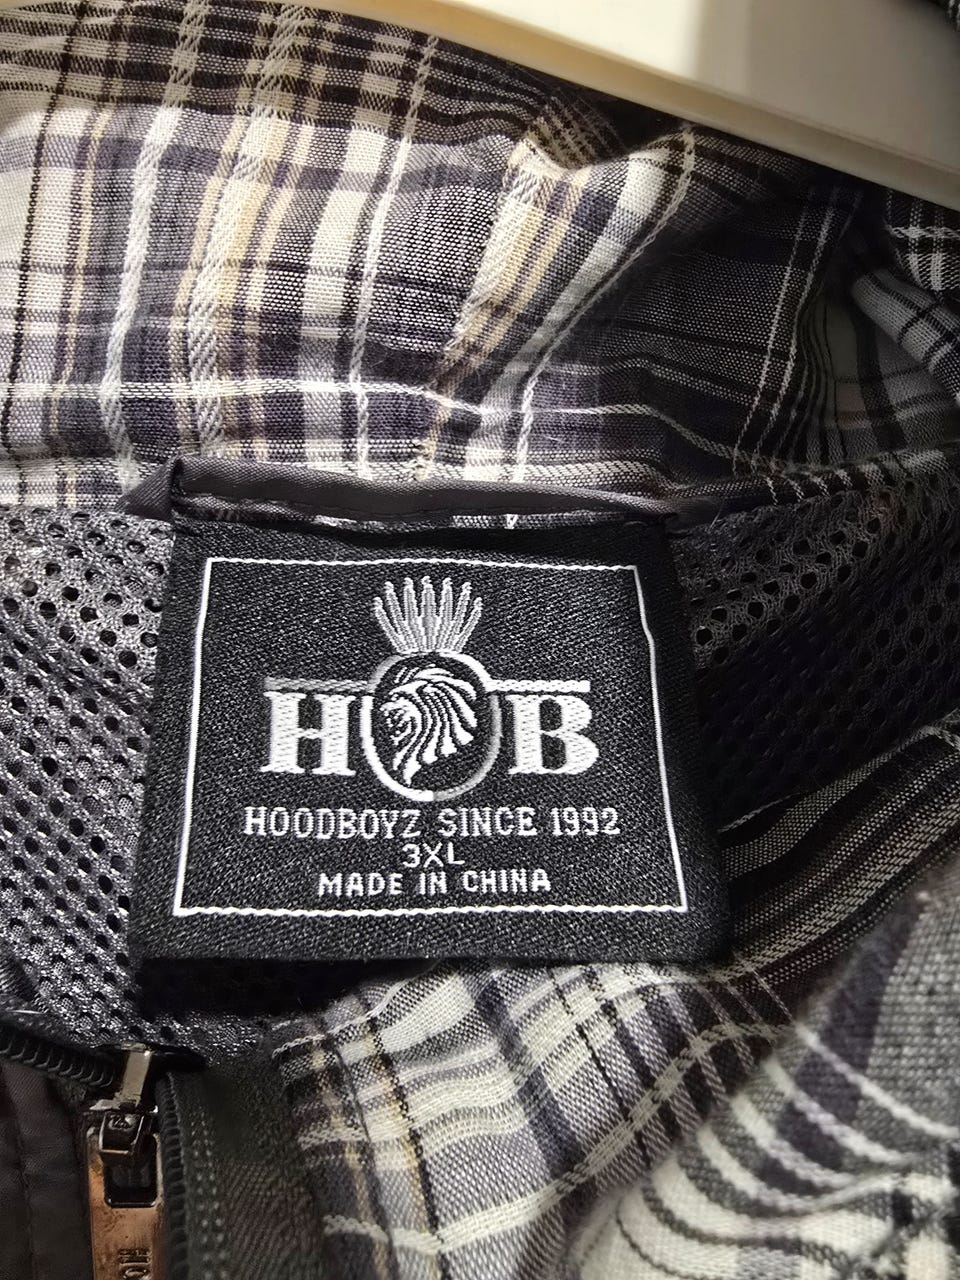 HB
HOODBOYZ SINCE 1992
3XL
MADE IN CHINA